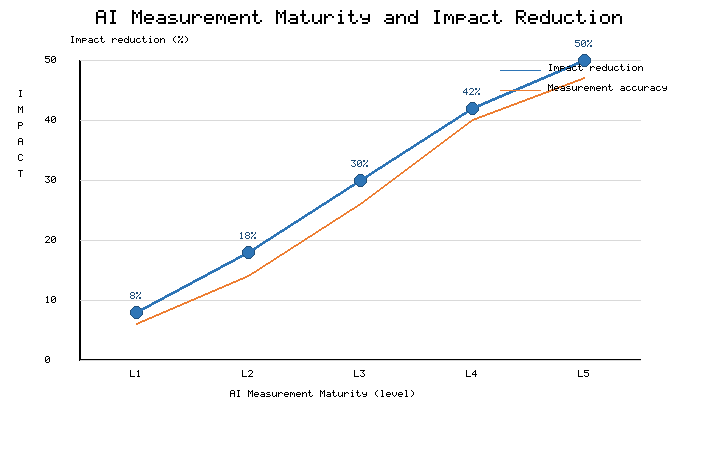 AI Measurement Maturity and Impact Reduction
Impact reduction (%)
50%
50
Impact reduction
Measurement accuracy
42%
I
M
P
A
C
T
40
30%
30
18%
20
8%
10
0
L1 L2 L3 L4 L5
AI Measurement Maturity (level)